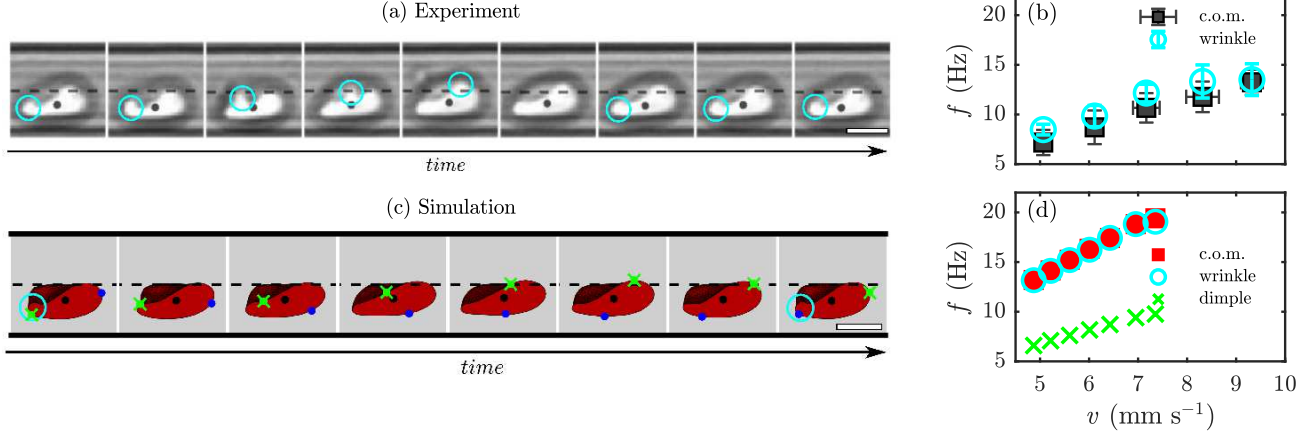 (a) Experiment
time
(c) Simulation
time
(b)
20
15
10
5
f (Hz)
c.o.m.
wrinkle
(d)
20
15
10
5
f (Hz)
c.o.m.
wrinkle
dimple
5 6 7 8 9 10
v (mm s⁻¹)